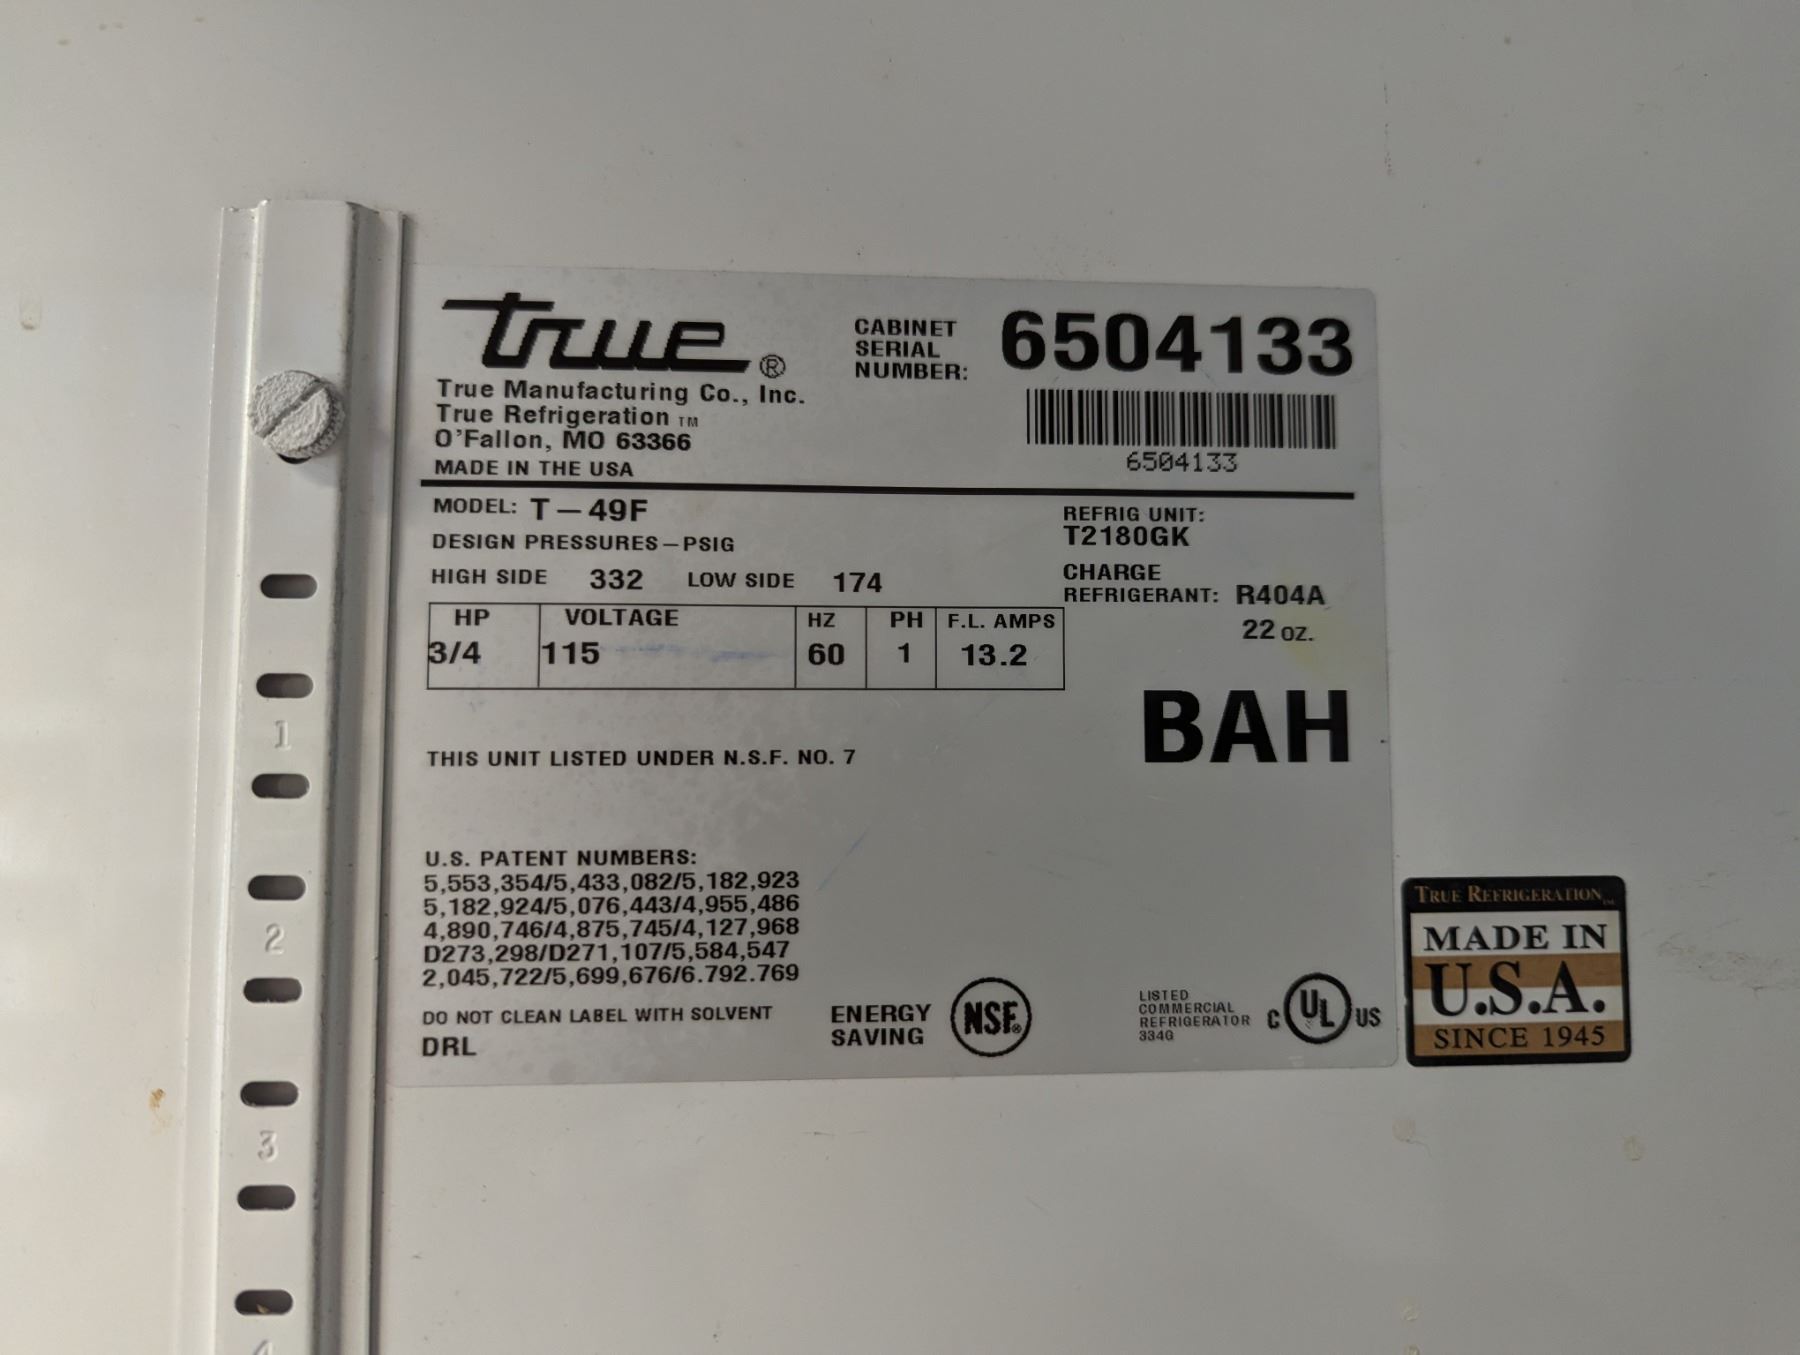 true®
True Manufacturing Co., Inc.
True Refrigeration TM
O'Fallon, MO 63366
MADE IN THE USA
CABINET
SERIAL
NUMBER: 6504133
6504133
MODEL: T–49F
DESIGN PRESSURES–PSIG
HIGH SIDE 332 LOW SIDE 174
REFRIG UNIT:
T2180GK
CHARGE
REFRIGERANT: R404A
22 oz.
HP VOLTAGE HZ PH F.L. AMPS
3/4 115 60 1 13.2
BAH
THIS UNIT LISTED UNDER N.S.F. NO. 7
U.S. PATENT NUMBERS:
5,553,354/5,433,082/5,182,923
5,182,924/5,076,443/4,955,486
4,890,746/4,875,745/4,127,968
D273,298/D271,107/5,584,547
2,045,722/5,699,676/6.792.769
DO NOT CLEAN LABEL WITH SOLVENT
DRL
ENERGY
SAVING
NSF®
LISTED
COMMERCIAL
REFRIGERATOR
334G
C UL US
TRUE REFRIGERATION
MADE IN
U.S.A.
SINCE 1945
1
2
3
4